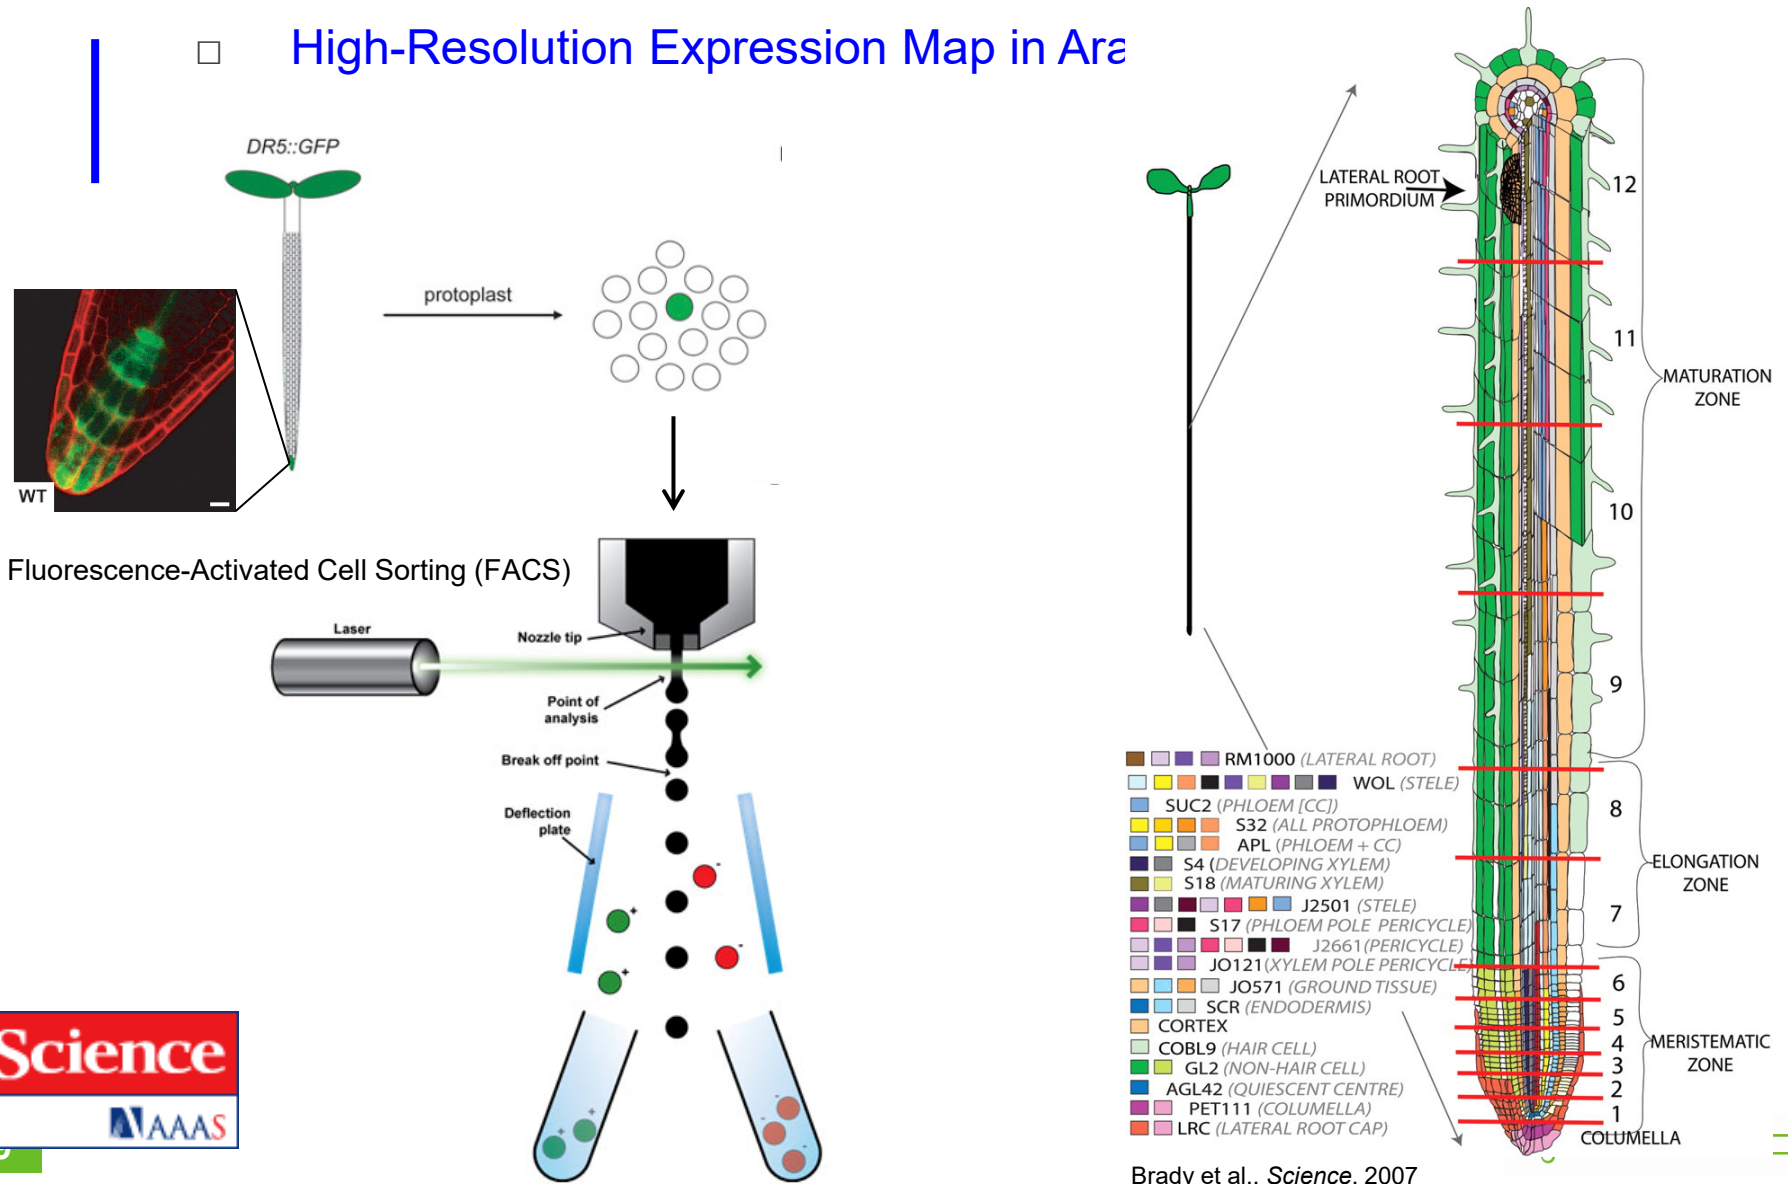 High-Resolution Expression Map in Ara
DR5::GFP
protoplast
WT
Fluorescence-Activated Cell Sorting (FACS)
Laser
Nozzle tip
Point of
analysis
Break off point
Deflection
plate
Science
AAAS
LATERAL ROOT
PRIMORDIUM
12
11
10
9
8
7
6
5
4
3
2
1
MATURATION
ZONE
ELONGATION
ZONE
MERISTEMATIC
ZONE
COLUMELLA
RM1000 (LATERAL ROOT)
WOL (STELE)
SUC2 (PHLOEM [CC])
S32 (ALL PROTOPHLOEM)
APL (PHLOEM + CC)
S4 (DEVELOPING XYLEM)
S18 (MATURING XYLEM)
J2501 (STELE)
S17 (PHLOEM POLE PERICYCLE)
J2661(PERICYCLE)
JO121(XYLEM POLE PERICYCLE)
JO571 (GROUND TISSUE)
SCR (ENDODERMIS)
CORTEX
COBL9 (HAIR CELL)
GL2 (NON-HAIR CELL)
AGL42 (QUIESCENT CENTRE)
PET111 (COLUMELLA)
LRC (LATERAL ROOT CAP)
Brady et al., Science, 2007